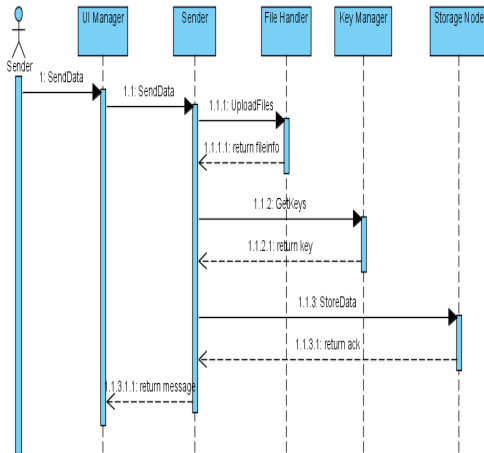 UI Manager
Sender
File Handler
Key Manager
Storage Node
Sender
1: SendData
1.1: SendData
1.1.1: UploadFiles
1.1.1.1: return fileinfo
1.1.2: GetKeys
1.1.2.1: return key
1.1.3: StoreData
1.1.3.1: return ack
1.1.3.1.1: return message